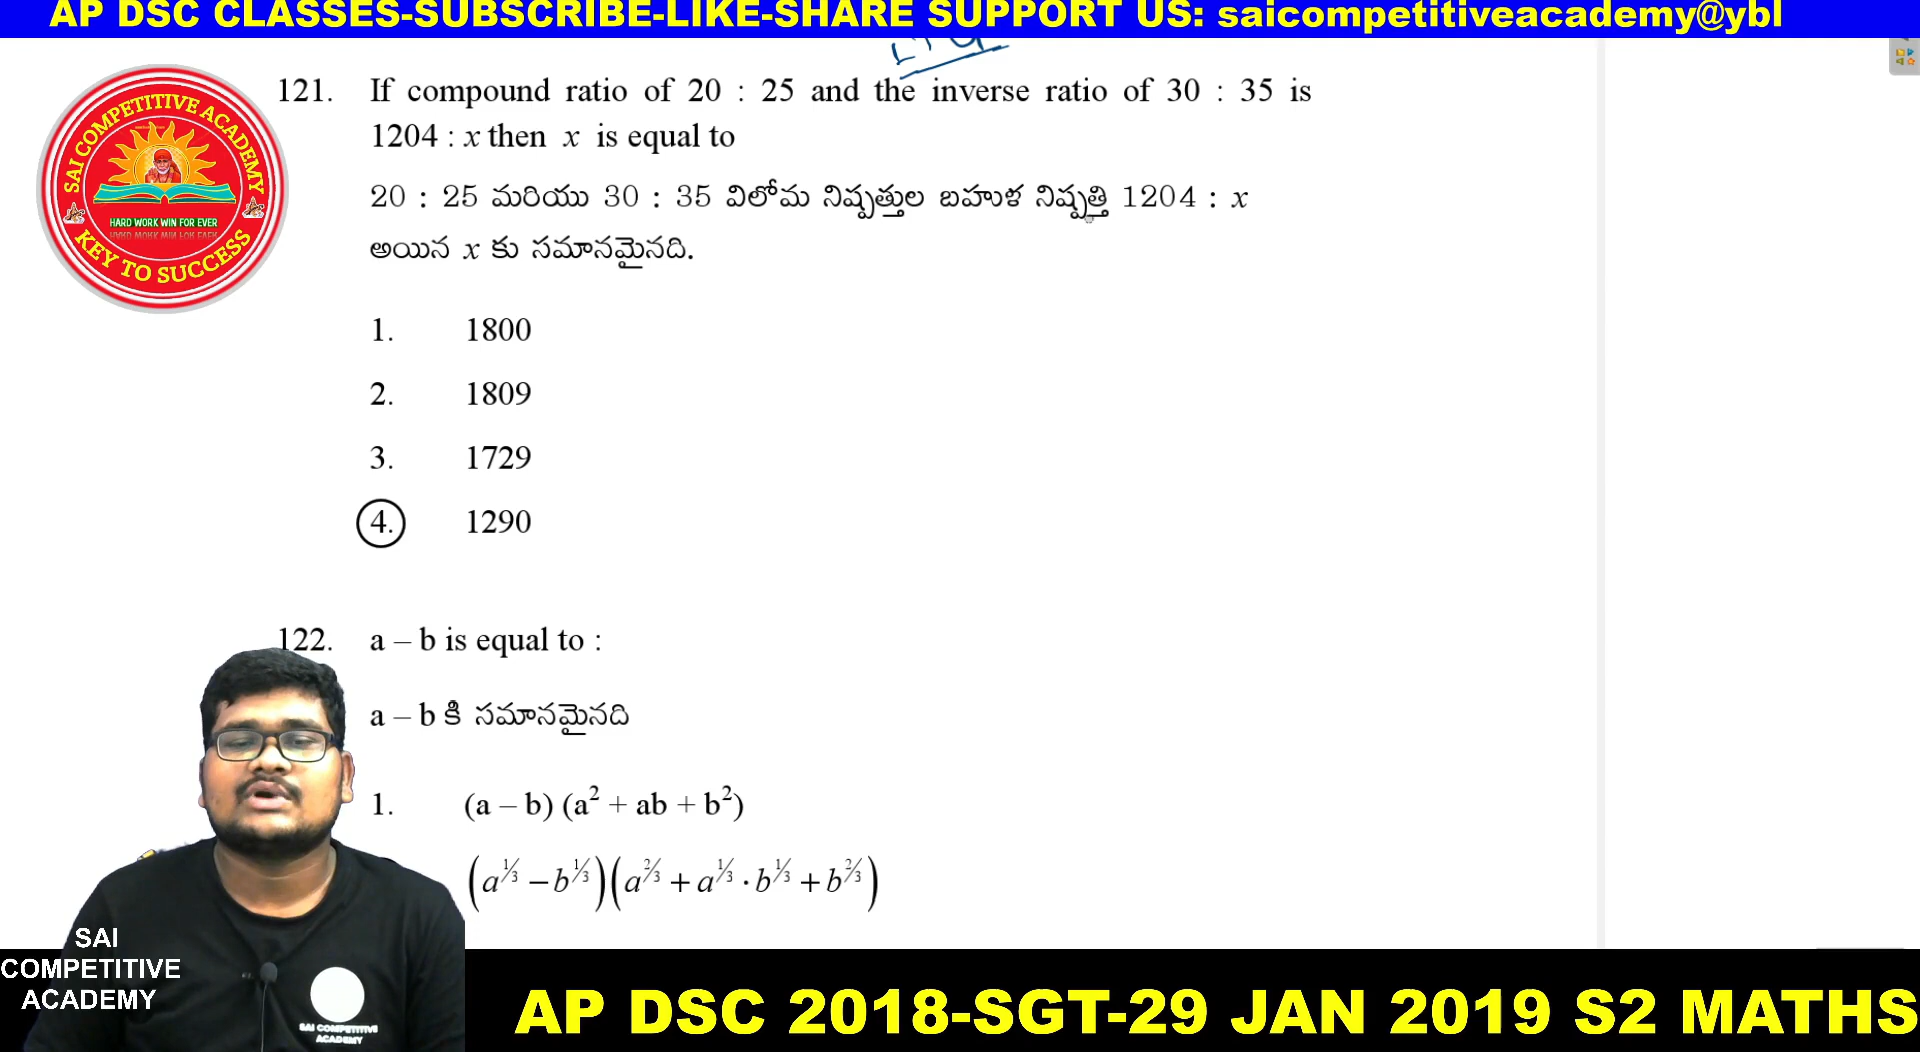 AP DSC CLASSES-SUBSCRIBE-LIKE-SHARE SUPPORT US: saicompetitiveacademy@ybl
SAI COMPETITIVE ACADEMY
HARD WORK WIN FOR EVER
KEY TO SUCCESS
121. If compound ratio of 20 : 25 and the inverse ratio of 30 : 35 is
1204 : x then x is equal to
20 : 25 మరియు 30 : 35 విలోమ నిష్పత్తుల బహుళ నిష్పత్తి 1204 : x
అయిన x కు సమానమైనది.
1. 1800
2. 1809
3. 1729
4. 1290
122. a – b is equal to :
a – b కి సమానమైనది
1. (a – b) (a² + ab + b²)
(a^⅓ – b^⅓)(a^⅔ + a^⅓ · b^⅓ + b^⅔)
SAI
COMPETITIVE
ACADEMY
SAI COMPETITIVE
ACADEMY
AP DSC 2018-SGT-29 JAN 2019 S2 MATHS